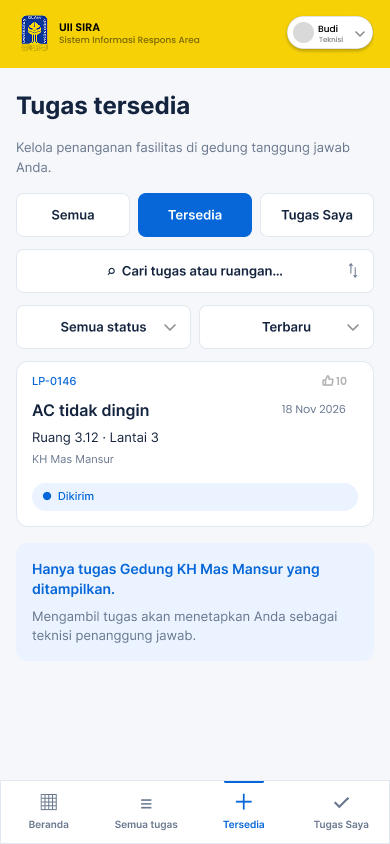 UII SIRA
Sistem Informasi Respons Area
Budi
Teknisi
Tugas tersedia
Kelola penanganan fasilitas di gedung tanggung jawab
Anda.
Semua
Tersedia
Tugas Saya
Cari tugas atau ruangan...
Semua status
Terbaru
LP-0146
10
AC tidak dingin
18 Nov 2026
Ruang 3.12 · Lantai 3
KH Mas Mansur
Dikirim
Hanya tugas Gedung KH Mas Mansur yang
ditampilkan.
Mengambil tugas akan menetapkan Anda sebagai
teknisi penanggung jawab.
Beranda
Semua tugas
Tersedia
Tugas Saya